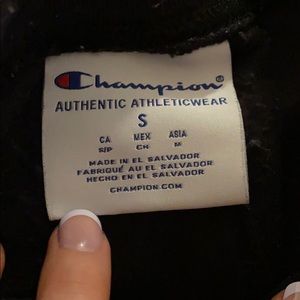 Champion
AUTHENTIC ATHLETICWEAR
S
CA MEX ASIA
S/P CH M
MADE IN EL SALVADOR
FABRIQUÉ AU EL SALVADOR
HECHO EN EL SALVADOR
CHAMPION.COM